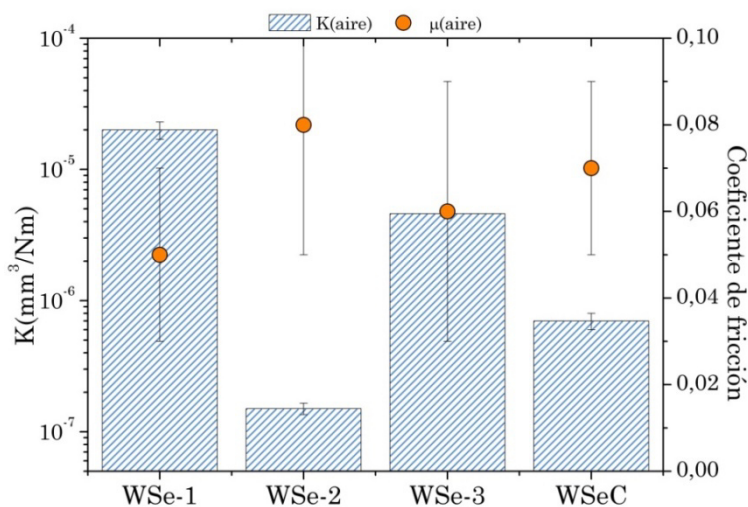 K(aire) μ(aire)
10⁻⁴
10⁻⁵
10⁻⁶
10⁻⁷
K(mm³/Nm)
0,10
0,08
0,06
0,04
0,02
0,00
Coeficiente de fricción
WSe-1 WSe-2 WSe-3 WSeC